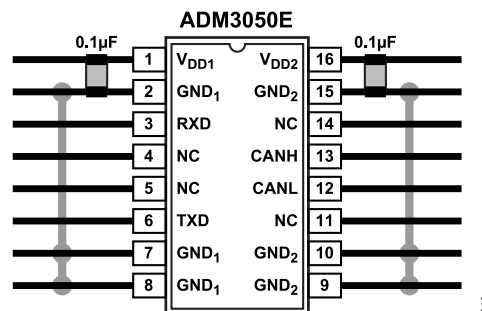 ADM3050E
0.1µF
0.1µF
1 VDD1 VDD2 16
2 GND1 GND2 15
3 RXD NC 14
4 NC CANH 13
5 NC CANL 12
6 TXD NC 11
7 GND1 GND2 10
8 GND1 GND2 9